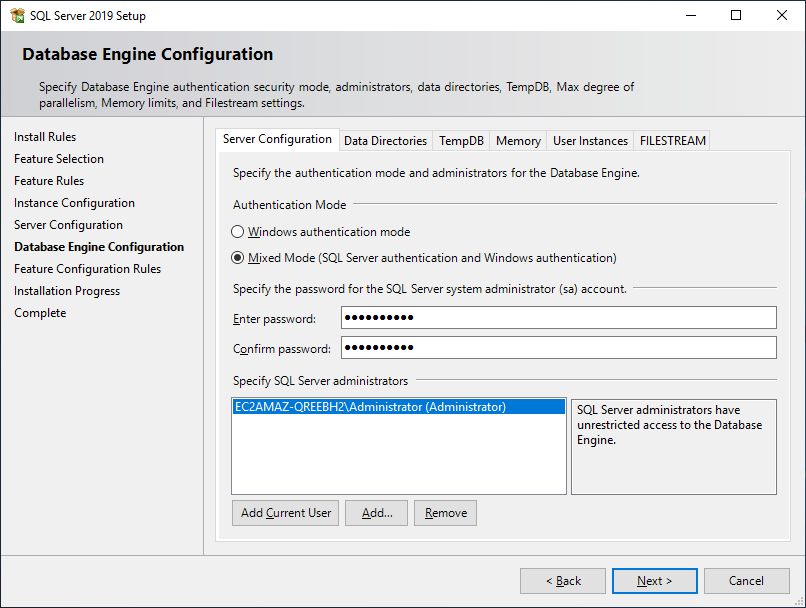 SQL Server 2019 Setup
Database Engine Configuration
Specify Database Engine authentication security mode, administrators, data directories, TempDB, Max degree of
parallelism, Memory limits, and Filestream settings.
Install Rules
Feature Selection
Feature Rules
Instance Configuration
Server Configuration
Database Engine Configuration
Feature Configuration Rules
Installation Progress
Complete
Server Configuration Data Directories TempDB Memory User Instances FILESTREAM
Specify the authentication mode and administrators for the Database Engine.
Authentication Mode
Windows authentication mode
Mixed Mode (SQL Server authentication and Windows authentication)
Specify the password for the SQL Server system administrator (sa) account.
Enter password: ●●●●●●●●●●
Confirm password: ●●●●●●●●●●
Specify SQL Server administrators
EC2AMAZ-QREEBH2\Administrator (Administrator)
SQL Server administrators have
unrestricted access to the Database
Engine.
Add Current User Add... Remove
< Back Next > Cancel